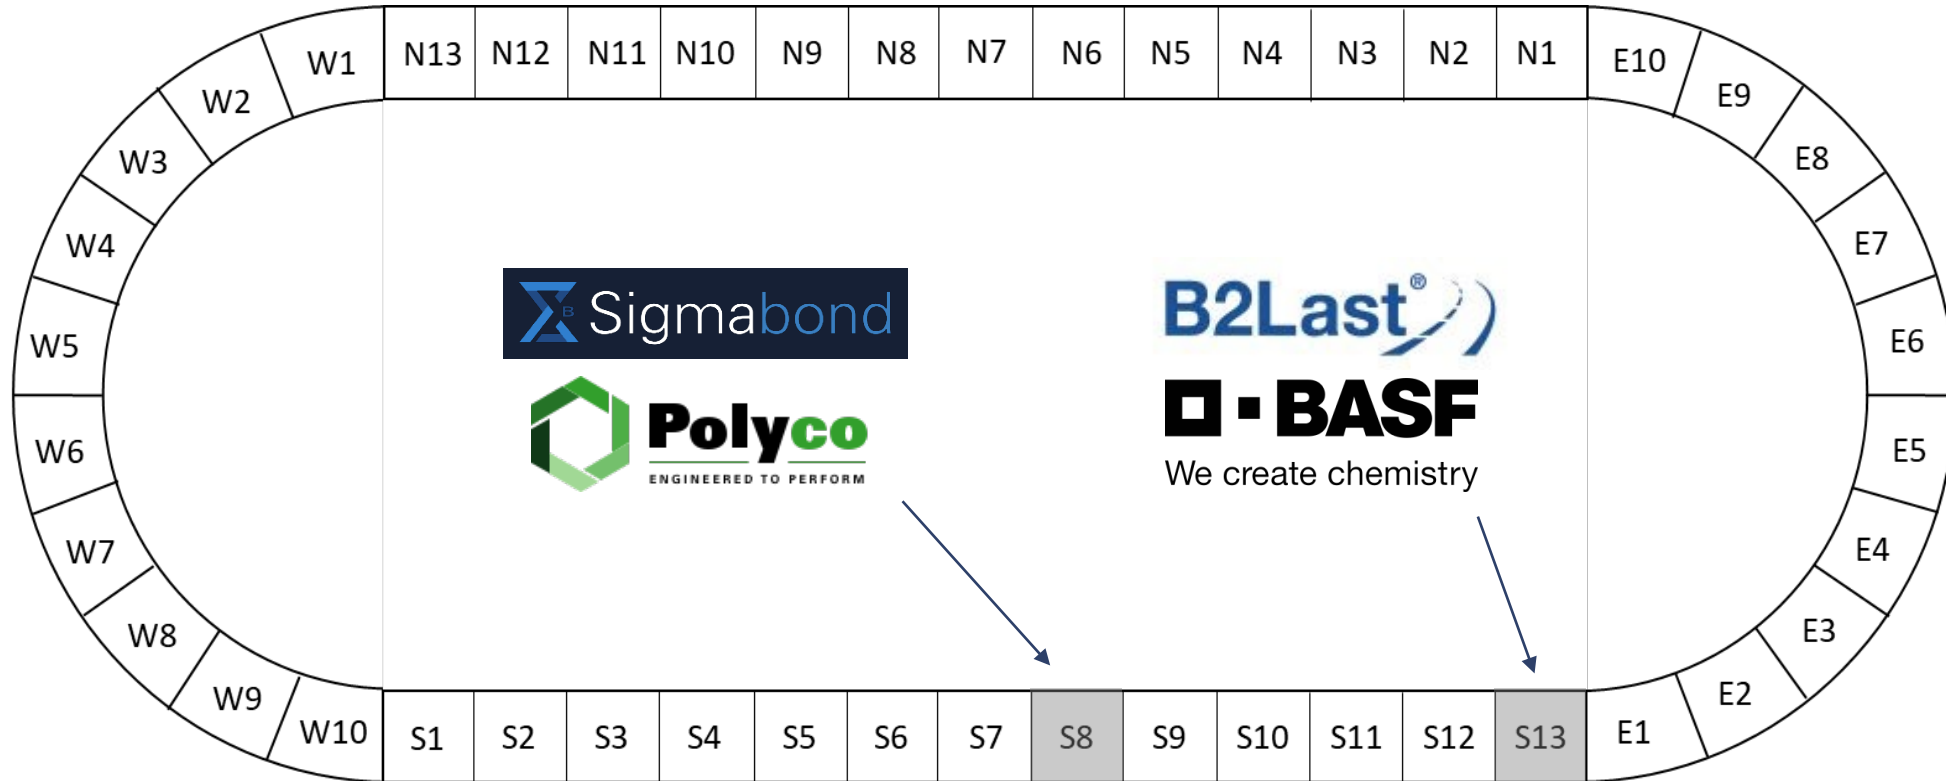 W1 N13 N12 N11 N10 N9 N8 N7 N6 N5 N4 N3 N2 N1 E10
W2 E9
W3 E8
W4 E7
W5 E6
W6 E5
W7 E4
W8 E3
W9 E2
W10 S1 S2 S3 S4 S5 S6 S7 S8 S9 S10 S11 S12 S13 E1
B Sigmabond
Polyco
ENGINEERED TO PERFORM
B2Last®
BASF
We create chemistry